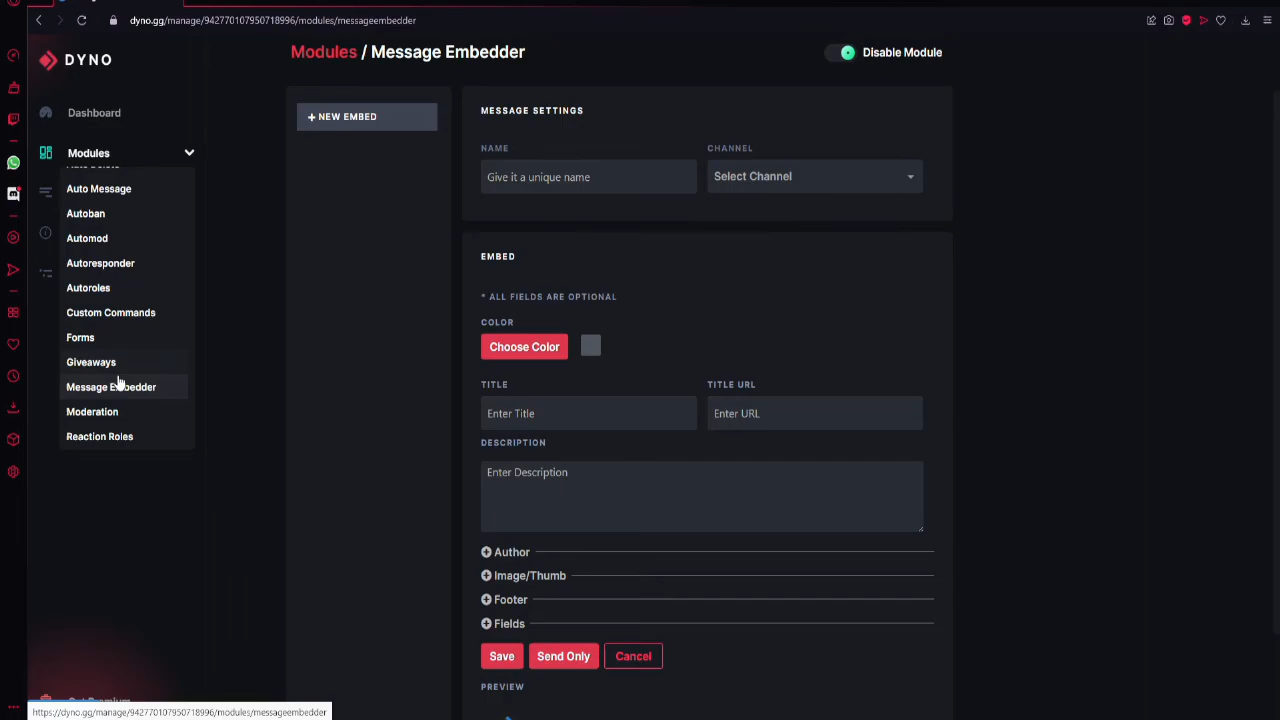 dyno.gg/manage/942770107950718996/modules/messageembedder
DYNO
Dashboard
Modules
Auto Message
Autoban
Automod
Autoresponder
Autoroles
Custom Commands
Forms
Giveaways
Message Embedder
Moderation
Reaction Roles
Modules / Message Embedder
Disable Module
+ NEW EMBED
MESSAGE SETTINGS
NAME
CHANNEL
Give it a unique name
Select Channel
EMBED
* ALL FIELDS ARE OPTIONAL
COLOR
Choose Color
TITLE
TITLE URL
Enter Title
Enter URL
DESCRIPTION
Enter Description
Author
Image/Thumb
Footer
Fields
Save
Send Only
Cancel
PREVIEW
https://dyno.gg/manage/942770107950718996/modules/messageembedder